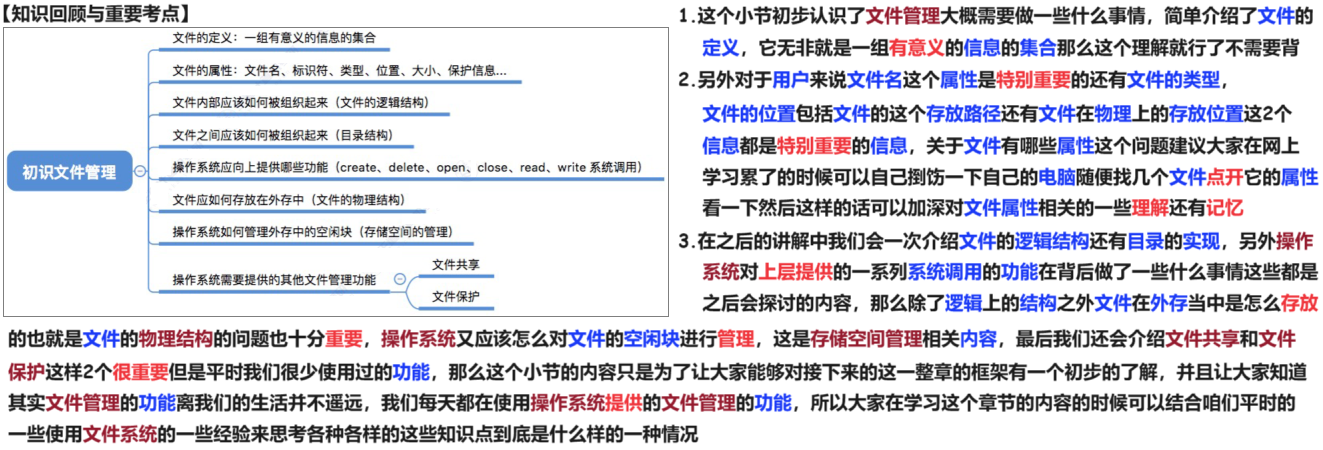 【知识回顾与重要考点】
初识文件管理
文件的定义：一组有意义的信息的集合
文件的属性：文件名、标识符、类型、位置、大小、保护信息...
文件内部应该如何被组织起来（文件的逻辑结构）
文件之间应该如何被组织起来（目录结构）
操作系统应向上提供哪些功能（create、delete、open、close、read、write 系统调用）
文件应如何存放在外存中（文件的物理结构）
操作系统如何管理外存中的空闲块（存储空间的管理）
操作系统需要提供的其他文件管理功能
文件共享
文件保护
1.这个小节初步认识了文件管理大概需要做一些什么事情，简单介绍了文件的
定义，它无非就是一组有意义的信息的集合那么这个理解就行了不需要背
2.另外对于用户来说文件名这个属性是特别重要的还有文件的类型，
文件的位置包括文件的这个存放路径还有文件在物理上的存放位置这2个
信息都是特别重要的信息，关于文件有哪些属性这个问题建议大家在网上
学习累了的时候可以自己捯饬一下自己的电脑随便找几个文件点开它的属性
看一下然后这样的话可以加深对文件属性相关的一些理解还有记忆
3.在之后的讲解中我们会一次介绍文件的逻辑结构还有目录的实现，另外操作
系统对上层提供的一系列系统调用的功能在背后做了一些什么事情这些都是
之后会探讨的内容，那么除了逻辑上的结构之外文件在外存当中是怎么存放
的也就是文件的物理结构的问题也十分重要，操作系统又应该怎么对文件的空闲块进行管理，这是存储空间管理相关内容，最后我们还会介绍文件共享和文件
保护这样2个很重要但是平时我们很少使用过的功能，那么这个小节的内容只是为了让大家能够对接下来的这一整章的框架有一个初步的了解，并且让大家知道
其实文件管理的功能离我们的生活并不遥远，我们每天都在使用操作系统提供的文件管理的功能，所以大家在学习这个章节的内容的时候可以结合咱们平时的
一些使用文件系统的一些经验来思考各种各样的这些知识点到底是什么样的一种情况